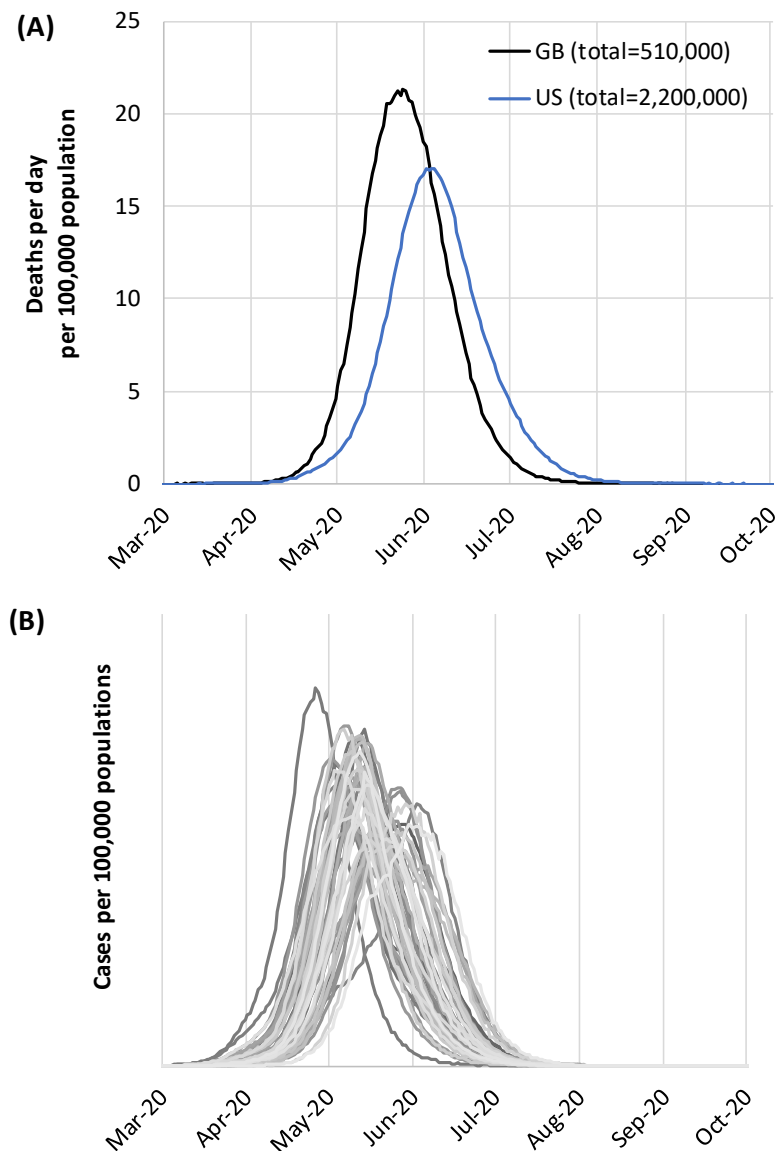 (A)
Deaths per day
per 100,000 population
25
20
15
10
5
0
GB (total=510,000)
US (total=2,200,000)
Mar-20
Apr-20
May-20
Jun-20
Jul-20
Aug-20
Sep-20
Oct-20
(B)
Cases per 100,000 populations
Mar-20
Apr-20
May-20
Jun-20
Jul-20
Aug-20
Sep-20
Oct-20